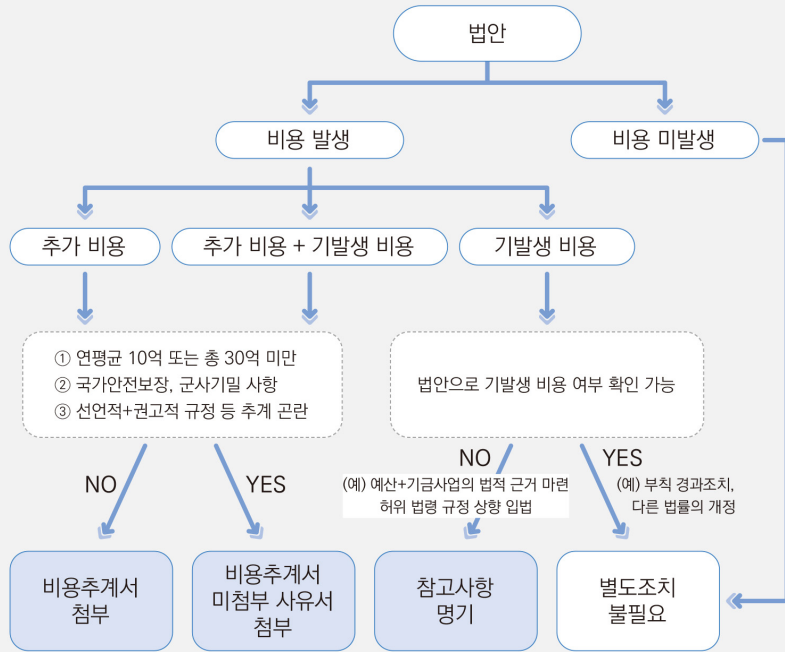 법안
비용 발생
비용 미발생
추가 비용
추가 비용 + 기발생 비용
기발생 비용
① 연평균 10억 또는 총 30억 미만
② 국가안전보장, 군사기밀 사항
③ 선언적+권고적 규정 등 추계 곤란
법안으로 기발생 비용 여부 확인 가능
NO
YES
NO
(예) 예산+기금사업의 법적 근거 마련
허위 법령 규정 상향 입법
YES
(예) 부칙 경과조치,
다른 법률의 개정
비용추계서
첨부
비용추계서
미첨부 사유서
첨부
참고사항
명기
별도조치
불필요